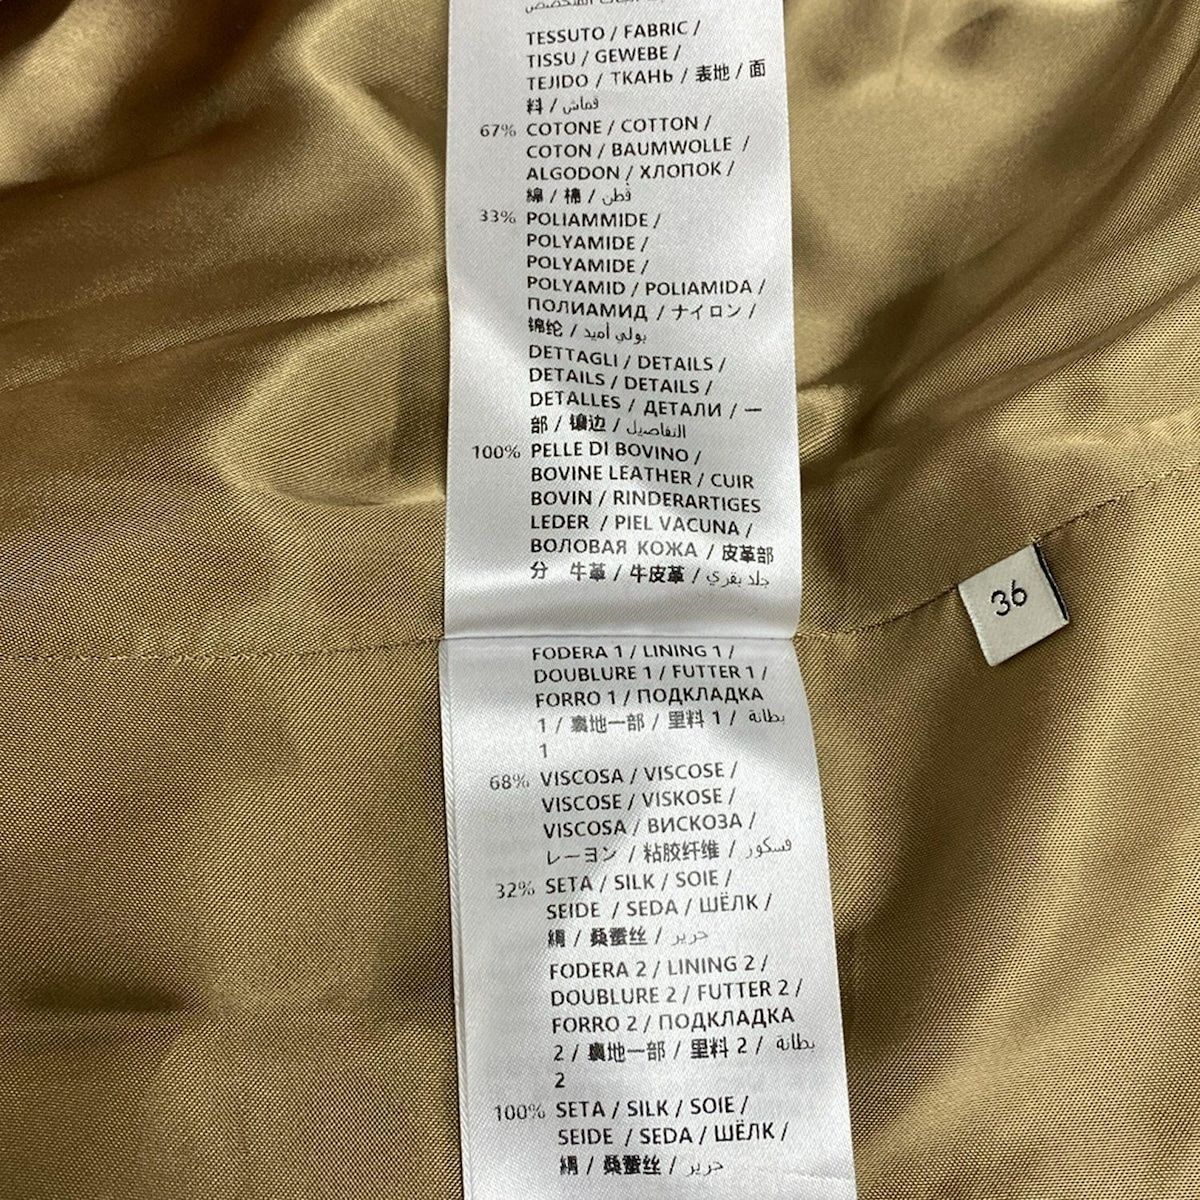 TESSUTO / FABRIC /
TISSU / GEWEBE /
TEJIDO / ТКАНЬ / 表地 / 面
料 / قماش
67% COTONE / COTTON /
COTON / BAUMWOLLE /
ALGODON / ХЛОПОК /
綿 / 棉 / قطن
33% POLIAMMIDE /
POLYAMIDE /
POLYAMIDE /
POLYAMID / POLIAMIDA /
ПОЛИАМИД / ナイロン /
锦纶 / بولي أميد
DETTAGLI / DETAILS /
DETAILS / DETAILS /
DETALLES / ДЕТАЛИ / 一
部 / 镶边 / التفاصيل
100% PELLE DI BOVINO /
BOVINE LEATHER / CUIR
BOVIN / RINDERARTIGES
LEDER / PIEL VACUNA /
ВОЛОВАЯ КОЖА / 皮革部
分 牛革 / 牛皮革 / جلد بقري
36
FODERA 1 / LINING 1 /
DOUBLURE 1 / FUTTER 1 /
FORRO 1 / ПОДКЛАДКА
1 / 裏地一部 / 里料 1 / بطانة
1
68% VISCOSA / VISCOSE /
VISCOSE / VISKOSE /
VISCOSA / ВИСКОЗА /
レーヨン / 粘胶纤维 / فسكوز
32% SETA / SILK / SOIE /
SEIDE / SEDA / ШЁЛК /
絹 / 桑蚕丝 / حرير
FODERA 2 / LINING 2 /
DOUBLURE 2 / FUTTER 2 /
FORRO 2 / ПОДКЛАДКА
2 / 裏地一部 / 里料 2 / بطانة
2
100% SETA / SILK / SOIE /
SEIDE / SEDA / ШЁЛК /
絹 / 桑蚕丝 / حرير